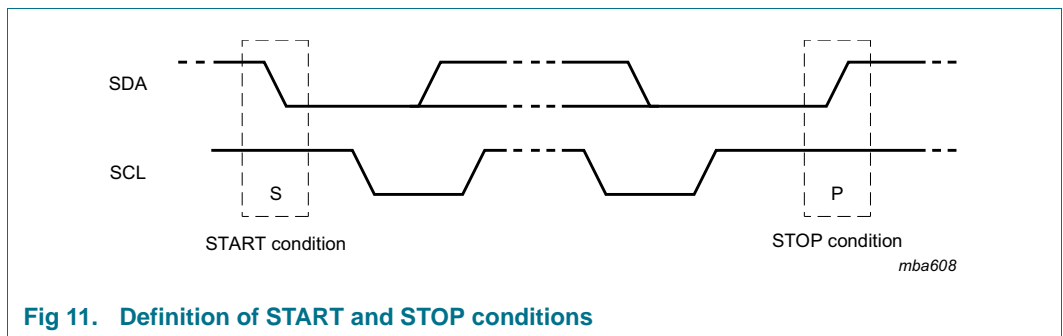 SDA
SCL
S
P
START condition
STOP condition
mba608
Fig 11. Definition of START and STOP conditions